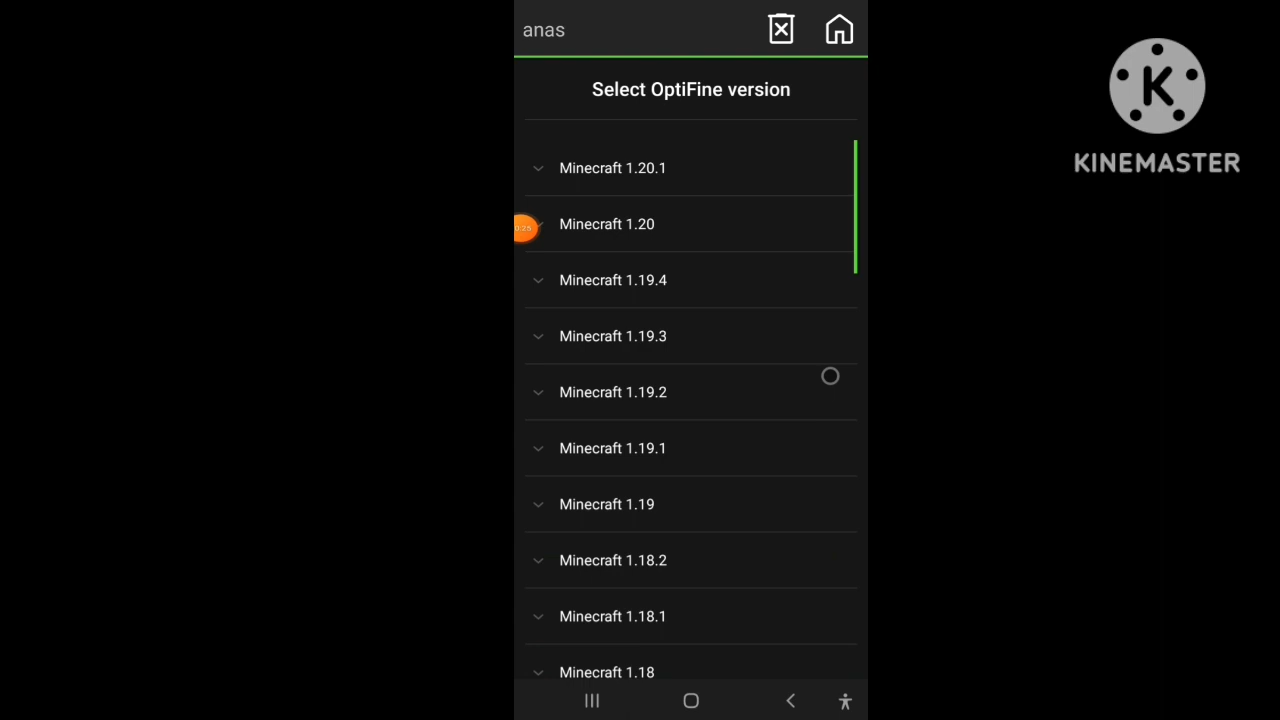 anas
Select OptiFine version
K
KINEMASTER
Minecraft 1.20.1
Minecraft 1.20
0:25
Minecraft 1.19.4
Minecraft 1.19.3
Minecraft 1.19.2
Minecraft 1.19.1
Minecraft 1.19
Minecraft 1.18.2
Minecraft 1.18.1
Minecraft 1.18